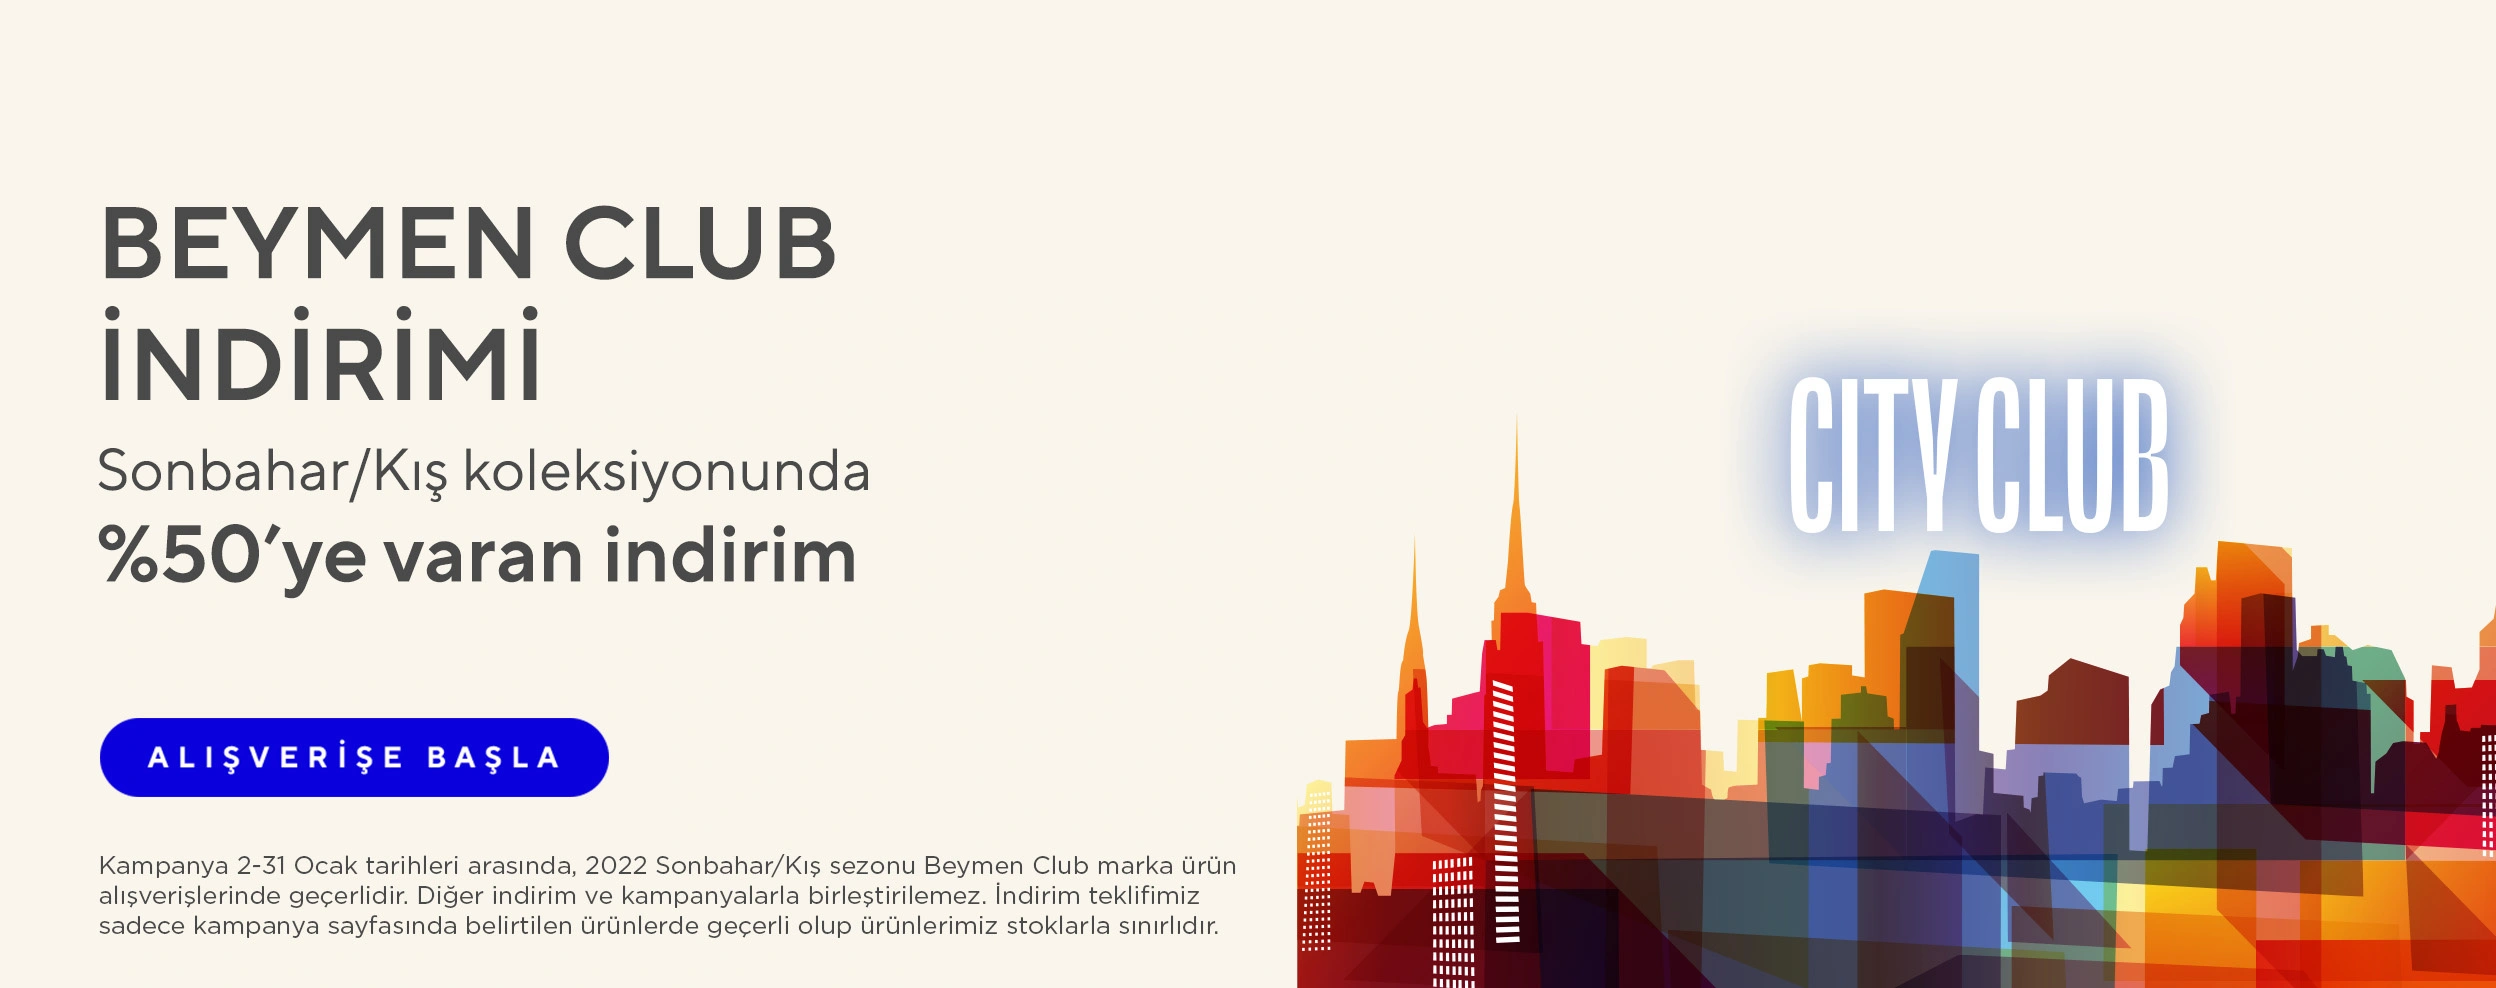 BEYMEN CLUB
İNDİRİMİ
Sonbahar/Kış koleksiyonunda
%50'ye varan indirim
CITY CLUB
ALIŞVERİŞE BAŞLA
Kampanya 2-31 Ocak tarihleri arasında, 2022 Sonbahar/Kış sezonu Beymen Club marka ürün
alışverişlerinde geçerlidir. Diğer indirim ve kampanyalarla birleştirilemez. İndirim teklifimiz
sadece kampanya sayfasında belirtilen ürünlerde geçerli olup ürünlerimiz stoklarla sınırlıdır.